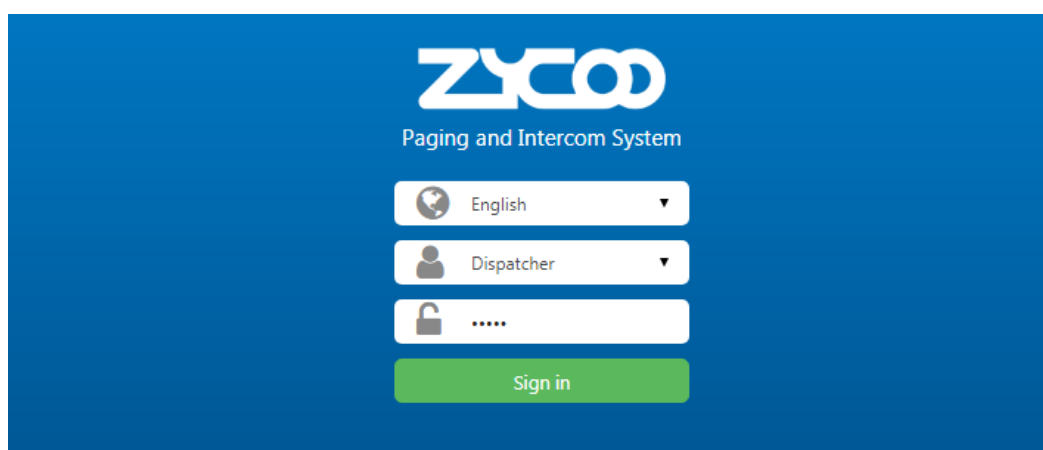 ZYCOO
Paging and Intercom System
English
Dispatcher
•••••
Sign in